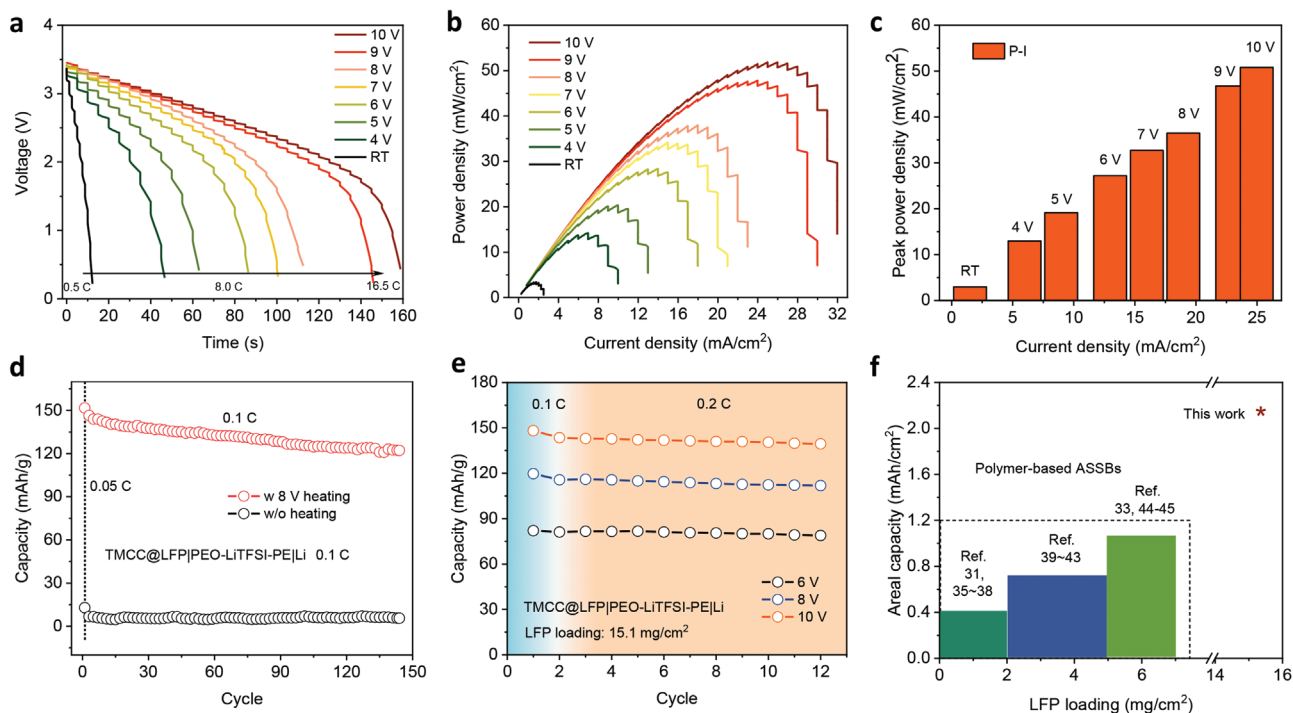 a
Voltage (V)
4
3
2
1
0
10 V
9 V
8 V
7 V
6 V
5 V
4 V
RT
0.5 C
8.0 C
16.5 C
0 20 40 60 80 100 120 140 160
Time (s)
b
Power density (mW/cm²)
60
50
40
30
20
10
0
10 V
9 V
8 V
7 V
6 V
5 V
4 V
RT
0 4 8 12 16 20 24 28 32
Current density (mA/cm²)
c
Peak power density (mW/cm²)
60
50
40
30
20
10
0
P-I
RT
4 V
5 V
6 V
7 V
8 V
9 V
10 V
0 5 10 15 20 25
Current density (mA/cm²)
d
Capacity (mAh/g)
150
120
90
60
30
0
0.1 C
0.05 C
w 8 V heating
w/o heating
TMCC@LFP|PEO-LiTFSI-PE|Li 0.1 C
0 30 60 90 120 150
Cycle
e
Capacity (mAh/g)
180
150
120
90
60
30
0
0.1 C
0.2 C
6 V
8 V
10 V
TMCC@LFP|PEO-LiTFSI-PE|Li
LFP loading: 15.1 mg/cm²
0 2 4 6 8 10 12
Cycle
f
Areal capacity (mAh/cm²)
2.4
2.0
1.6
1.2
0.8
0.4
0.0
This work *
Polymer-based ASSBs
Ref.
31,
35~38
Ref.
39~43
Ref.
33, 44-45
0 2 4 6 14 16
LFP loading (mg/cm²)